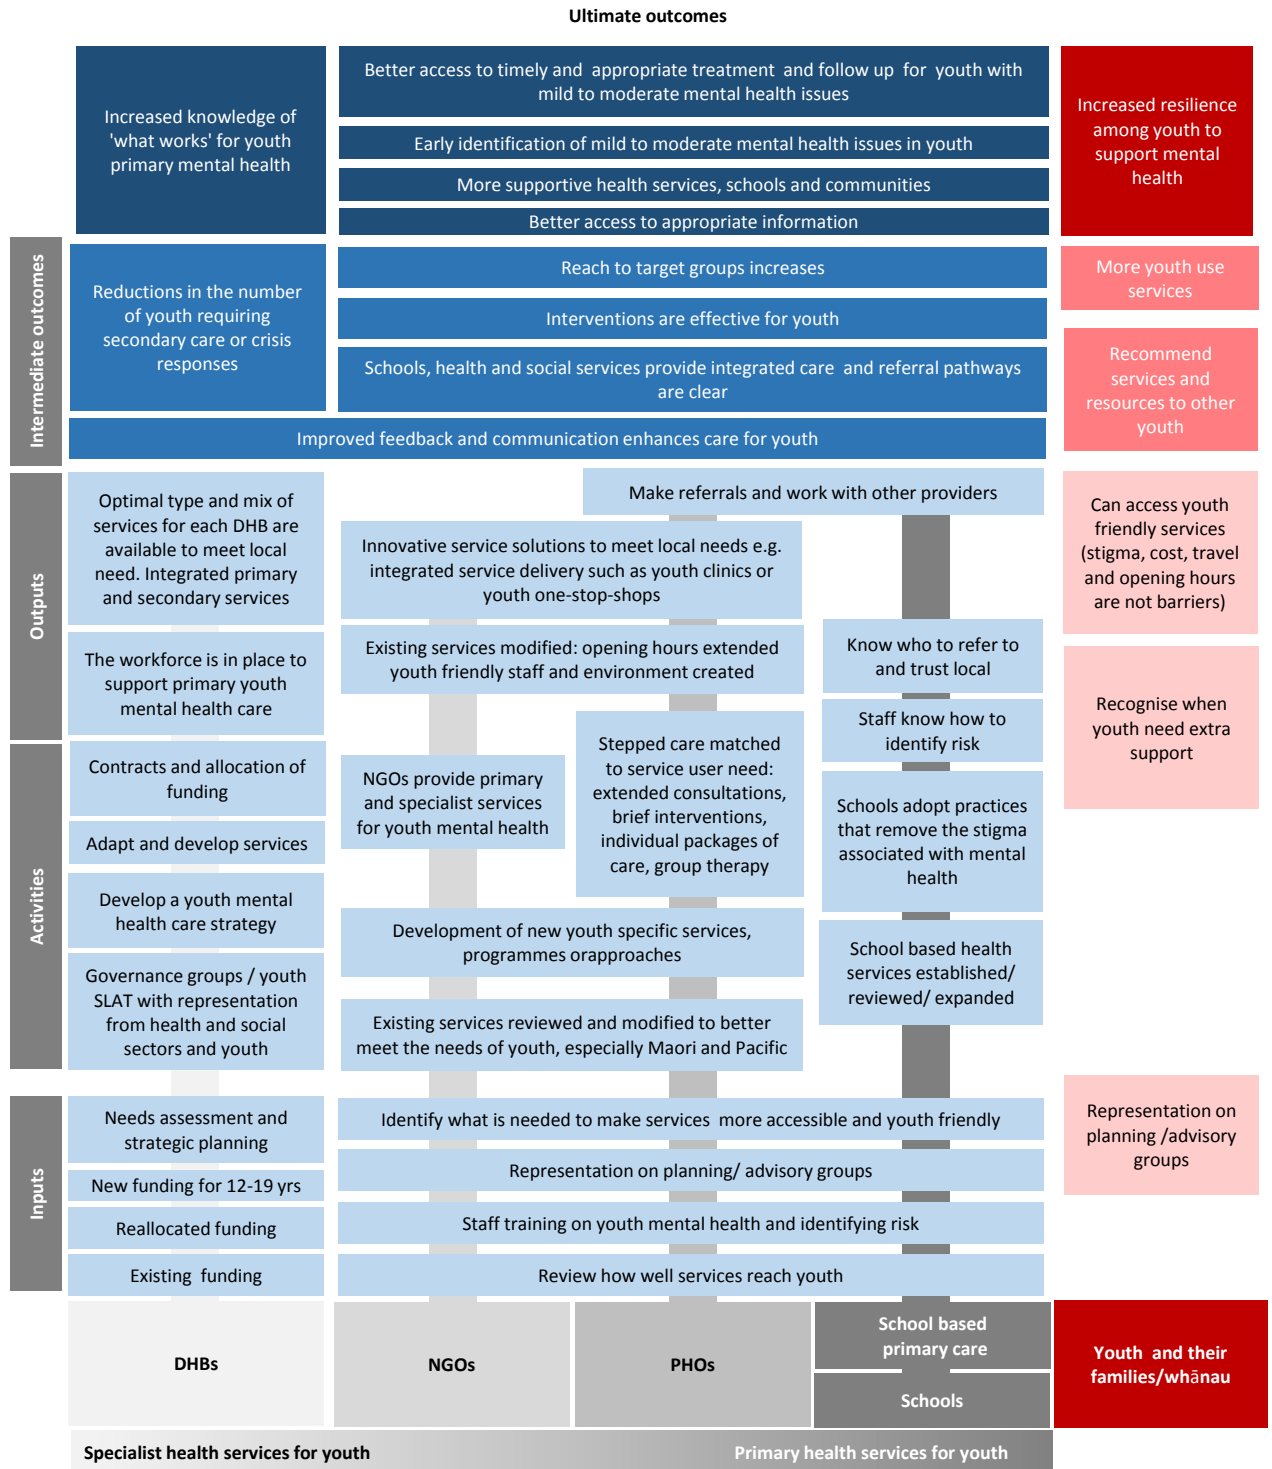 Ultimate outcomes
Increased knowledge of
'what works' for youth
primary mental health
Better access to timely and appropriate treatment and follow up for youth with
mild to moderate mental health issues
Early identification of mild to moderate mental health issues in youth
More supportive health services, schools and communities
Better access to appropriate information
Increased resilience
among youth to
support mental
health
Intermediate outcomes
Reductions in the number
of youth requiring
secondary care or crisis
responses
Reach to target groups increases
Interventions are effective for youth
Schools, health and social services provide integrated care and referral pathways
are clear
Improved feedback and communication enhances care for youth
More youth use
services
Recommend
services and
resources to other
youth
Outputs
Optimal type and mix of
services for each DHB are
available to meet local
need. Integrated primary
and secondary services
The workforce is in place to
support primary youth
mental health care
Make referrals and work with other providers
Innovative service solutions to meet local needs e.g.
integrated service delivery such as youth clinics or
youth one-stop-shops
Existing services modified: opening hours extended
youth friendly staff and environment created
Know who to refer to
and trust local
Staff know how to
identify risk
Can access youth
friendly services
(stigma, cost, travel
and opening hours
are not barriers)
Recognise when
youth need extra
support
Activities
Contracts and allocation of
funding
Adapt and develop services
Develop a youth mental
health care strategy
Governance groups / youth
SLAT with representation
from health and social
sectors and youth
NGOs provide primary
and specialist services
for youth mental health
Stepped care matched
to service user need:
extended consultations,
brief interventions,
individual packages of
care, group therapy
Schools adopt practices
that remove the stigma
associated with mental
health
Development of new youth specific services,
programmes orapproaches
School based health
services established/
reviewed/ expanded
Existing services reviewed and modified to better
meet the needs of youth, especially Maori and Pacific
Inputs
Needs assessment and
strategic planning
New funding for 12-19 yrs
Reallocated funding
Existing funding
Identify what is needed to make services more accessible and youth friendly
Representation on planning/ advisory groups
Staff training on youth mental health and identifying risk
Review how well services reach youth
Representation on
planning /advisory
groups
DHBs
NGOs
PHOs
School based
primary care
Schools
Youth and their
families/whānau
Specialist health services for youth
Primary health services for youth